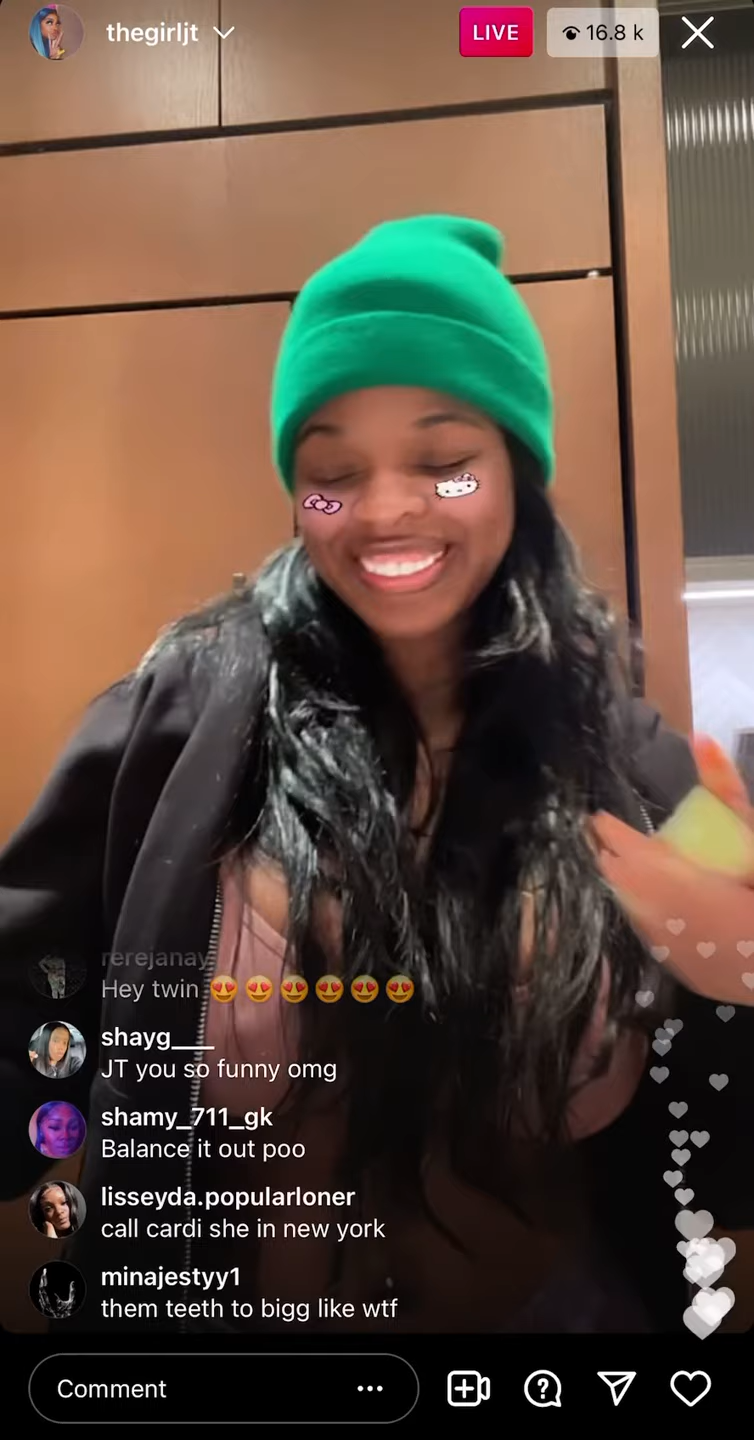 thegirljt
LIVE
16.8 k
rerejanay
Hey twin 😍😍😍😍😍😍
shayg___
JT you so funny omg
shamy_711_gk
Balance it out poo
lisseyda.popularloner
call cardi she in new york
minajestyy1
them teeth to bigg like wtf
Comment